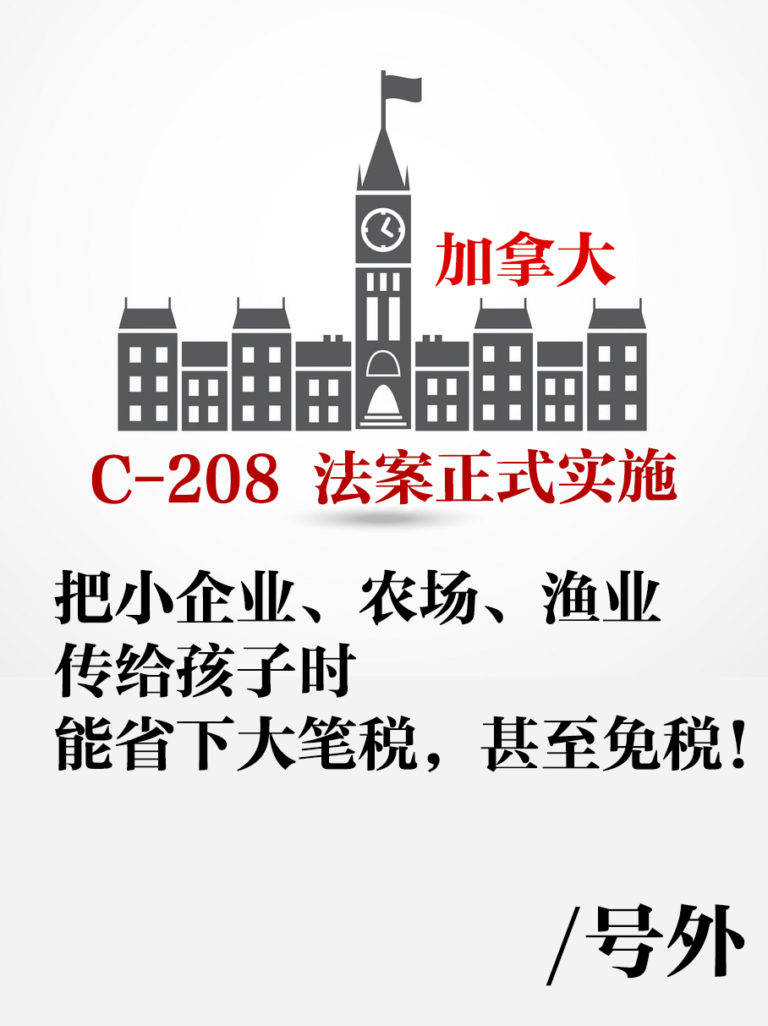 加拿大
C-208 法案正式实施
把小企业、农场、渔业
传给孩子时
能省下大笔税，甚至免税！
/号外